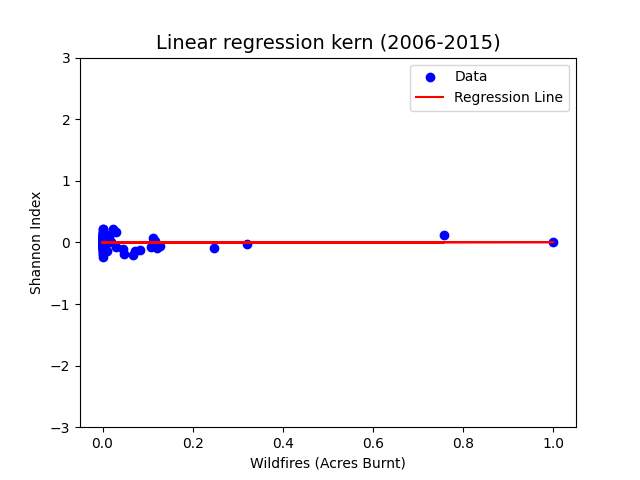 Linear regression kern (2006-2015)
Data
Regression Line
Shannon Index
3
2
1
0
−1
−2
−3
0.0 0.2 0.4 0.6 0.8 1.0
Wildfires (Acres Burnt)